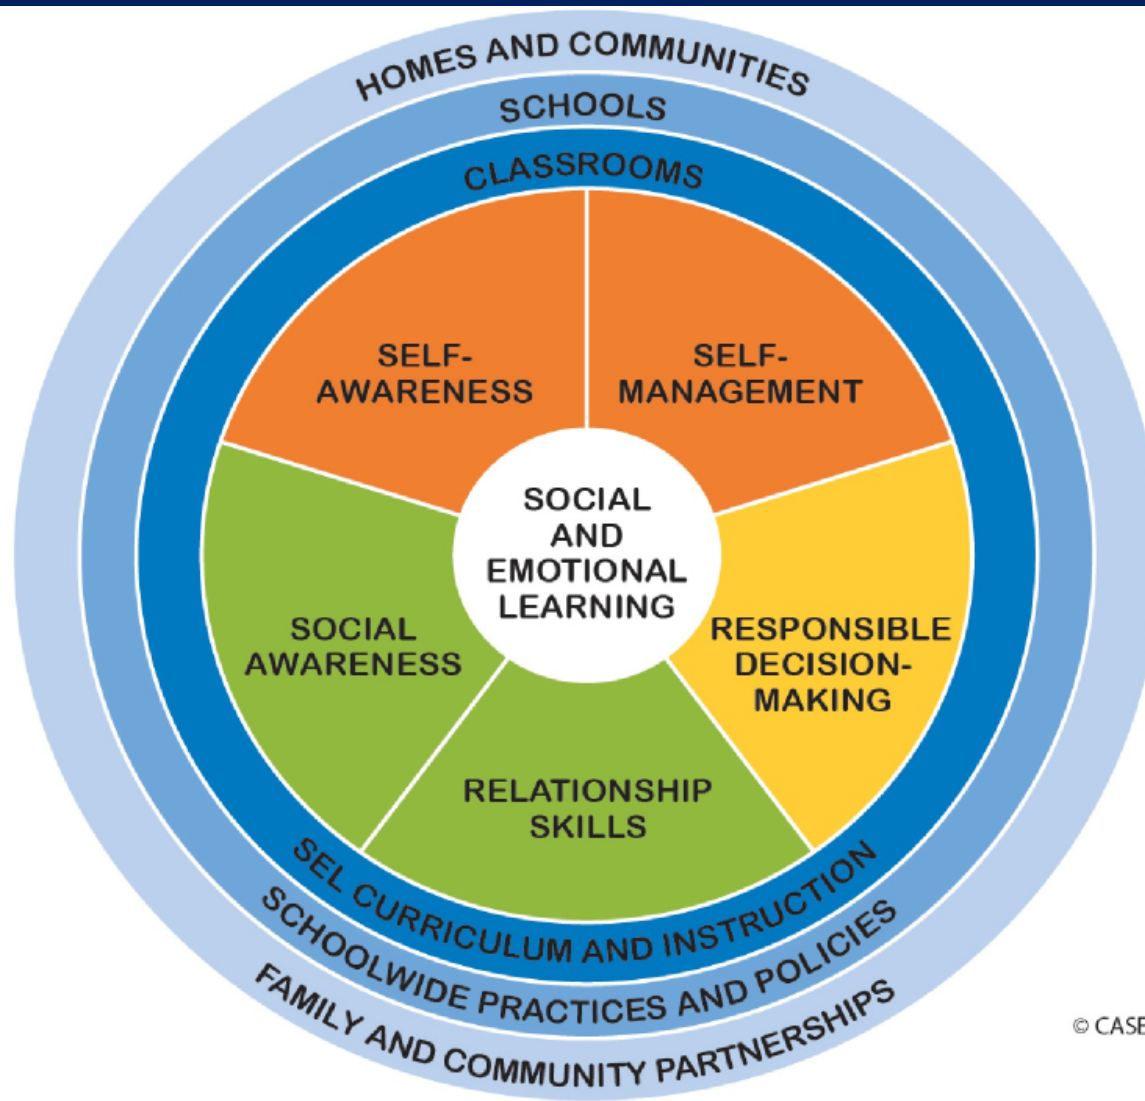 HOMES AND COMMUNITIES
SCHOOLS
CLASSROOMS
SELF-
AWARENESS
SELF-
MANAGEMENT
SOCIAL
AND
EMOTIONAL
LEARNING
SOCIAL
AWARENESS
RESPONSIBLE
DECISION-
MAKING
RELATIONSHIP
SKILLS
SEL CURRICULUM AND INSTRUCTION
SCHOOLWIDE PRACTICES AND POLICIES
FAMILY AND COMMUNITY PARTNERSHIPS
© CASE